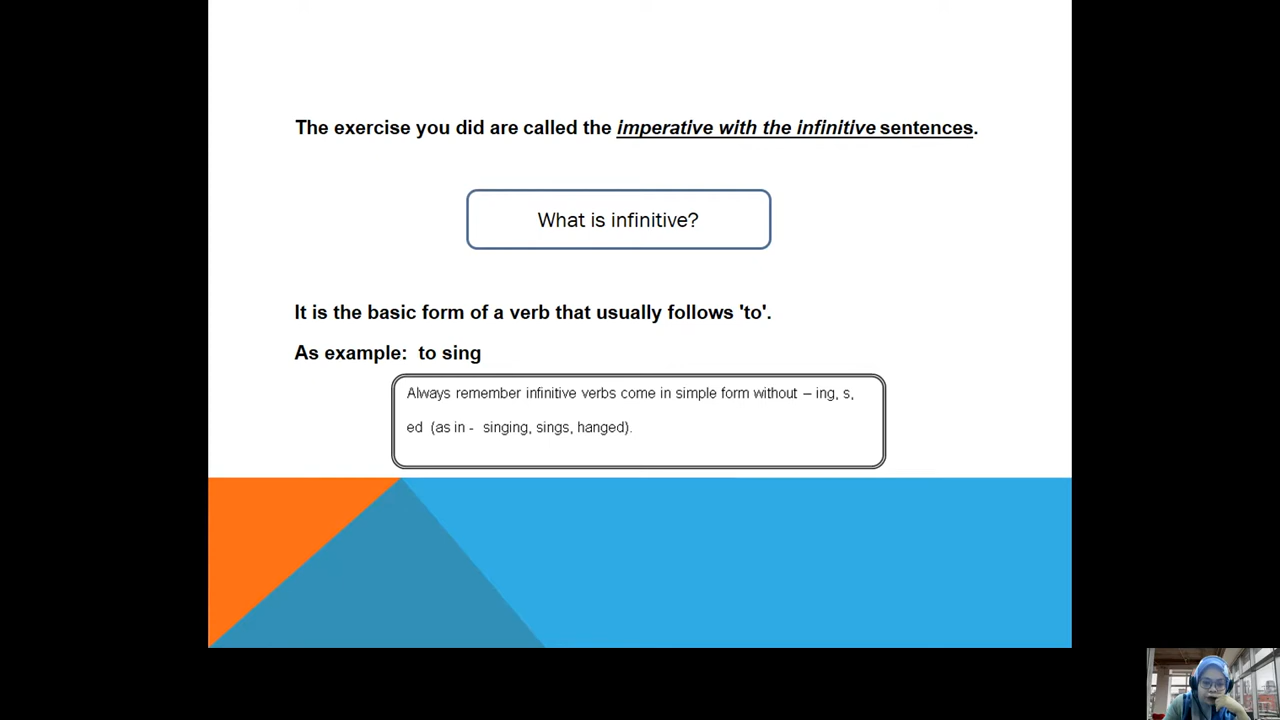 The exercise you did are called the imperative with the infinitive sentences.
What is infinitive?
It is the basic form of a verb that usually follows 'to'.
As example:  to sing
Always remember infinitive verbs come in simple form without – ing, s,
ed  (as in -  singing, sings, hanged).